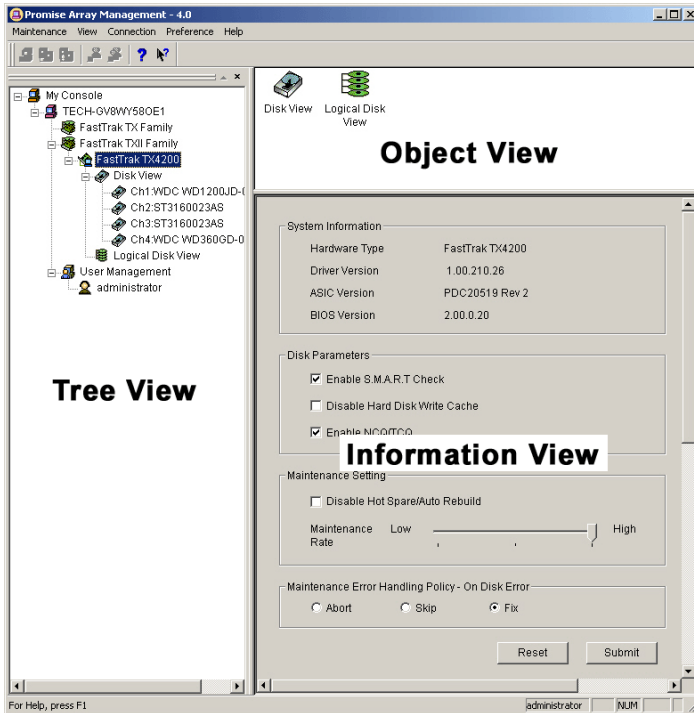 Promise Array Management - 4.0
Maintenance View Connection Preference Help
My Console
TECH-GV8WY58OE1
FastTrak TX Family
FastTrak TXII Family
FastTrak TX4200
Disk View
Ch1:WDC WD1200JD-(
Ch2:ST3160023AS
Ch3:ST3160023AS
Ch4:WDC WD360GD-0
Logical Disk View
User Management
administrator
Tree View
Disk View
Logical Disk
View
Object View
System Information
Hardware Type FastTrak TX4200
Driver Version 1.00.210.26
ASIC Version PDC20519 Rev 2
BIOS Version 2.00.0.20
Disk Parameters
Enable S.M.A.R.T Check
Disable Hard Disk Write Cache
Enable NCQ/TCQ
Information View
Maintenance Setting
Disable Hot Spare/Auto Rebuild
Maintenance Rate Low High
Maintenance Error Handling Policy - On Disk Error
Abort Skip Fix
Reset Submit
For Help, press F1
administrator NUM